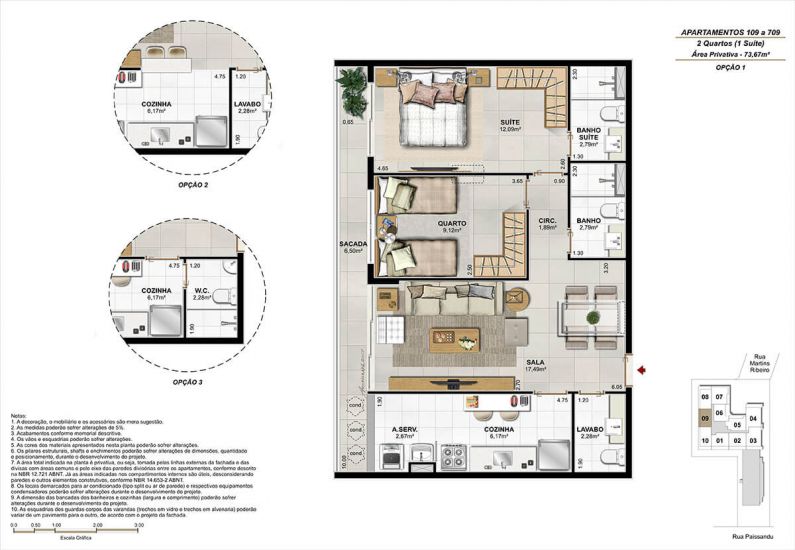 APARTAMENTOS 109 a 709
2 Quartos (1 Suíte)
Área Privativa - 73,67m²
OPÇÃO 1
4.75
1.20
COZINHA
6,17m²
LAVABO
2,28m²
1.90
OPÇÃO 2
4.75
1.20
COZINHA
6,17m²
W.C.
2,28m²
1.90
OPÇÃO 3
0.65
SUÍTE
12,09m²
2.30
BANHO
SUÍTE
2,79m²
1.30
4.65
2.60
2.30
3.65
0.90
QUARTO
9,12m²
CIRC.
1,89m²
BANHO
2,79m²
1.30
SACADA
6,50m²
2.50
3.20
SALA
17,49m²
2.70
6.05
cond
cond
cond
10.00
A.SERV.
2,67m²
COZINHA
6,17m²
LAVABO
2,28m²
1.90
Rua
Martins
Ribeiro
08 07
09 06
05 04
10 01 02 03
Rua Paissandu
Notas:
1. A decoração, o mobiliário e os acessórios são mera sugestão.
2. As medidas poderão sofrer alterações de 5%.
3. Acabamentos conforme memorial descritivo.
4. Os vãos e esquadrias poderão sofrer alterações.
5. As cores dos materiais apresentados nesta planta poderão sofrer alterações.
6. Os pilares estruturais, shafts e enchimentos poderão sofrer alterações de dimensões, quantidade
e posicionamento, durante o desenvolvimento do projeto.
7. A área total indicada na planta é privativa, ou seja, tomada pelas linhas externas da fachada e das
divisas com áreas comuns e pelo eixo das paredes divisórias entre os apartamentos, conforme descrito
na NBR 12.721 ABNT. Já as áreas indicadas nos compartimentos internos são úteis, desconsiderando
paredes e outros elementos construtivos, conforme NBR 14.653-2 ABNT.
8. Os locais demarcados para ar condicionado (tipo split ou ar de parede) e respectivos equipamentos
condensadores poderão sofrer alterações durante o desenvolvimento do projeto.
9. A dimensão das bancadas dos banheiros e cozinhas (largura e comprimento) poderão sofrer
alterações durante o desenvolvimento do projeto.
10. As esquadrias dos guardas corpos das varandas (trechos em vidro e trechos em alvenaria) poderão
variar de um pavimento para o outro, de acordo com o projeto da fachada.
0.0 0.50 1.00 2.00 3.00
Escala Gráfica